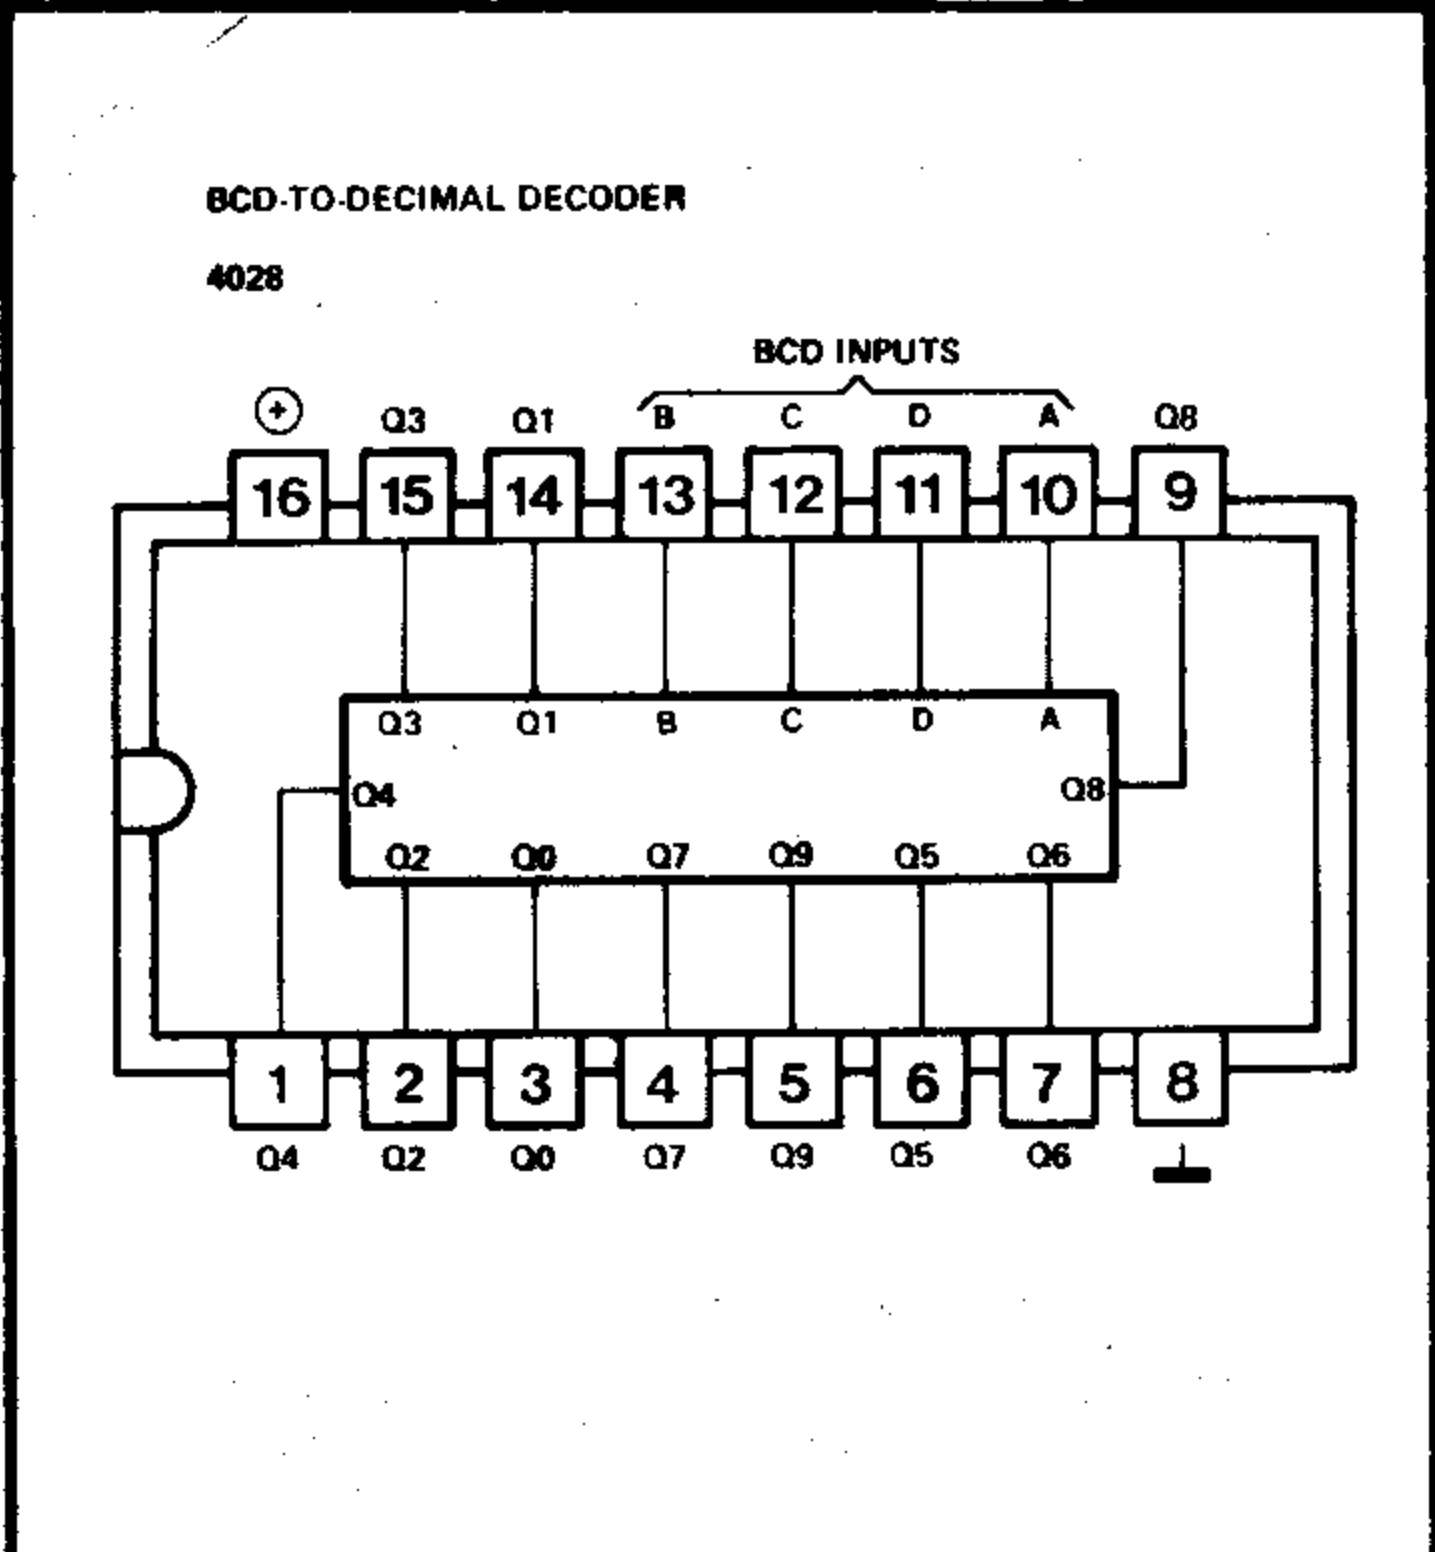 BCD-TO-DECIMAL DECODER
4028
BCD INPUTS
+ Q3 Q1 B C D A Q8
16 15 14 13 12 11 10 9
Q3 Q1 B C D A
Q4 Q8
Q2 Q0 Q7 Q9 Q5 Q6
1 2 3 4 5 6 7 8
Q4 Q2 Q0 Q7 Q9 Q5 Q6